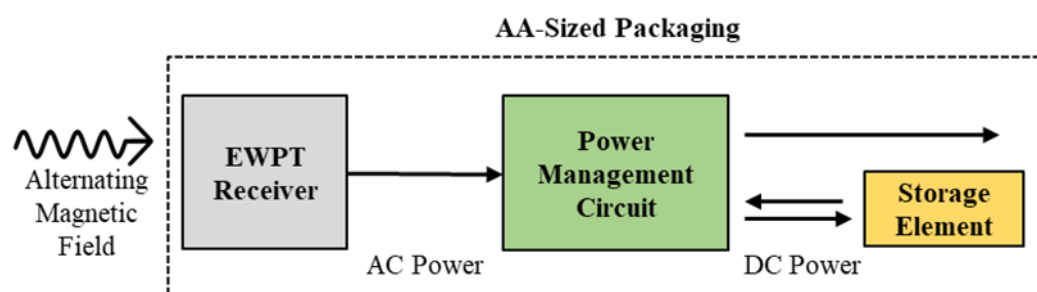 AA-Sized Packaging
Alternating
Magnetic
Field
EWPT
Receiver
AC Power
Power
Management
Circuit
DC Power
Storage
Element